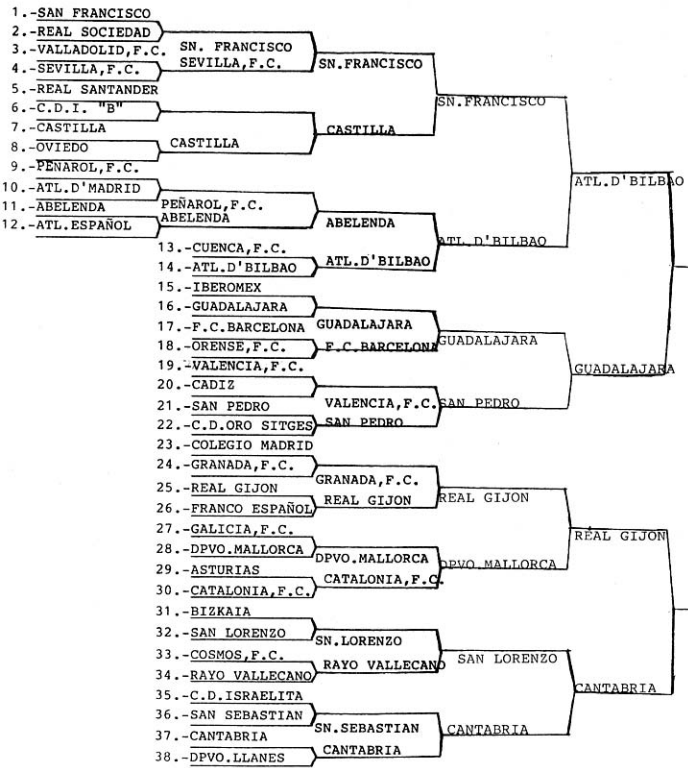 1.-SAN FRANCISCO
2.-REAL SOCIEDAD
3.-VALLADOLID,F.C.
4.-SEVILLA,F.C.
5.-REAL SANTANDER
6.-C.D.I. "B"
7.-CASTILLA
8.-OVIEDO
9.-PEÑAROL,F.C.
10.-ATL.D'MADRID
11.-ABELENDA
12.-ATL.ESPAÑOL
13.-CUENCA,F.C.
14.-ATL.D'BILBAO
15.-IBEROMEX
16.-GUADALAJARA
17.-F.C.BARCELONA
18.-ORENSE,F.C.
19.-VALENCIA,F.C.
20.-CADIZ
21.-SAN PEDRO
22.-C.D.ORO SITGES
23.-COLEGIO MADRID
24.-GRANADA,F.C.
25.-REAL GIJON
26.-FRANCO ESPAÑOL
27.-GALICIA,F.C.
28.-DPVO.MALLORCA
29.-ASTURIAS
30.-CATALONIA,F.C.
31.-BIZKAIA
32.-SAN LORENZO
33.-COSMOS,F.C.
34.-RAYO VALLECANO
35.-C.D.ISRAELITA
36.-SAN SEBASTIAN
37.-CANTABRIA
38.-DPVO.LLANES
SN. FRANCISCO
SEVILLA,F.C.
CASTILLA
PEÑAROL,F.C.
ABELENDA
SN.FRANCISCO
CASTILLA
ABELENDA
ATL.D'BILBAO
GUADALAJARA
F.C.BARCELONA
VALENCIA,F.C.
SAN PEDRO
GRANADA,F.C.
REAL GIJON
DPVO.MALLORCA
CATALONIA,F.C.
SN.LORENZO
RAYO VALLECANO
SN.SEBASTIAN
CANTABRIA
SN.FRANCISCO
ATL.D'BILBAO
GUADALAJARA
SAN PEDRO
REAL GIJON
DPVO.MALLORCA
SAN LORENZO
CANTABRIA
ATL.D'BILBAO
GUADALAJARA
REAL GIJON
CANTABRIA